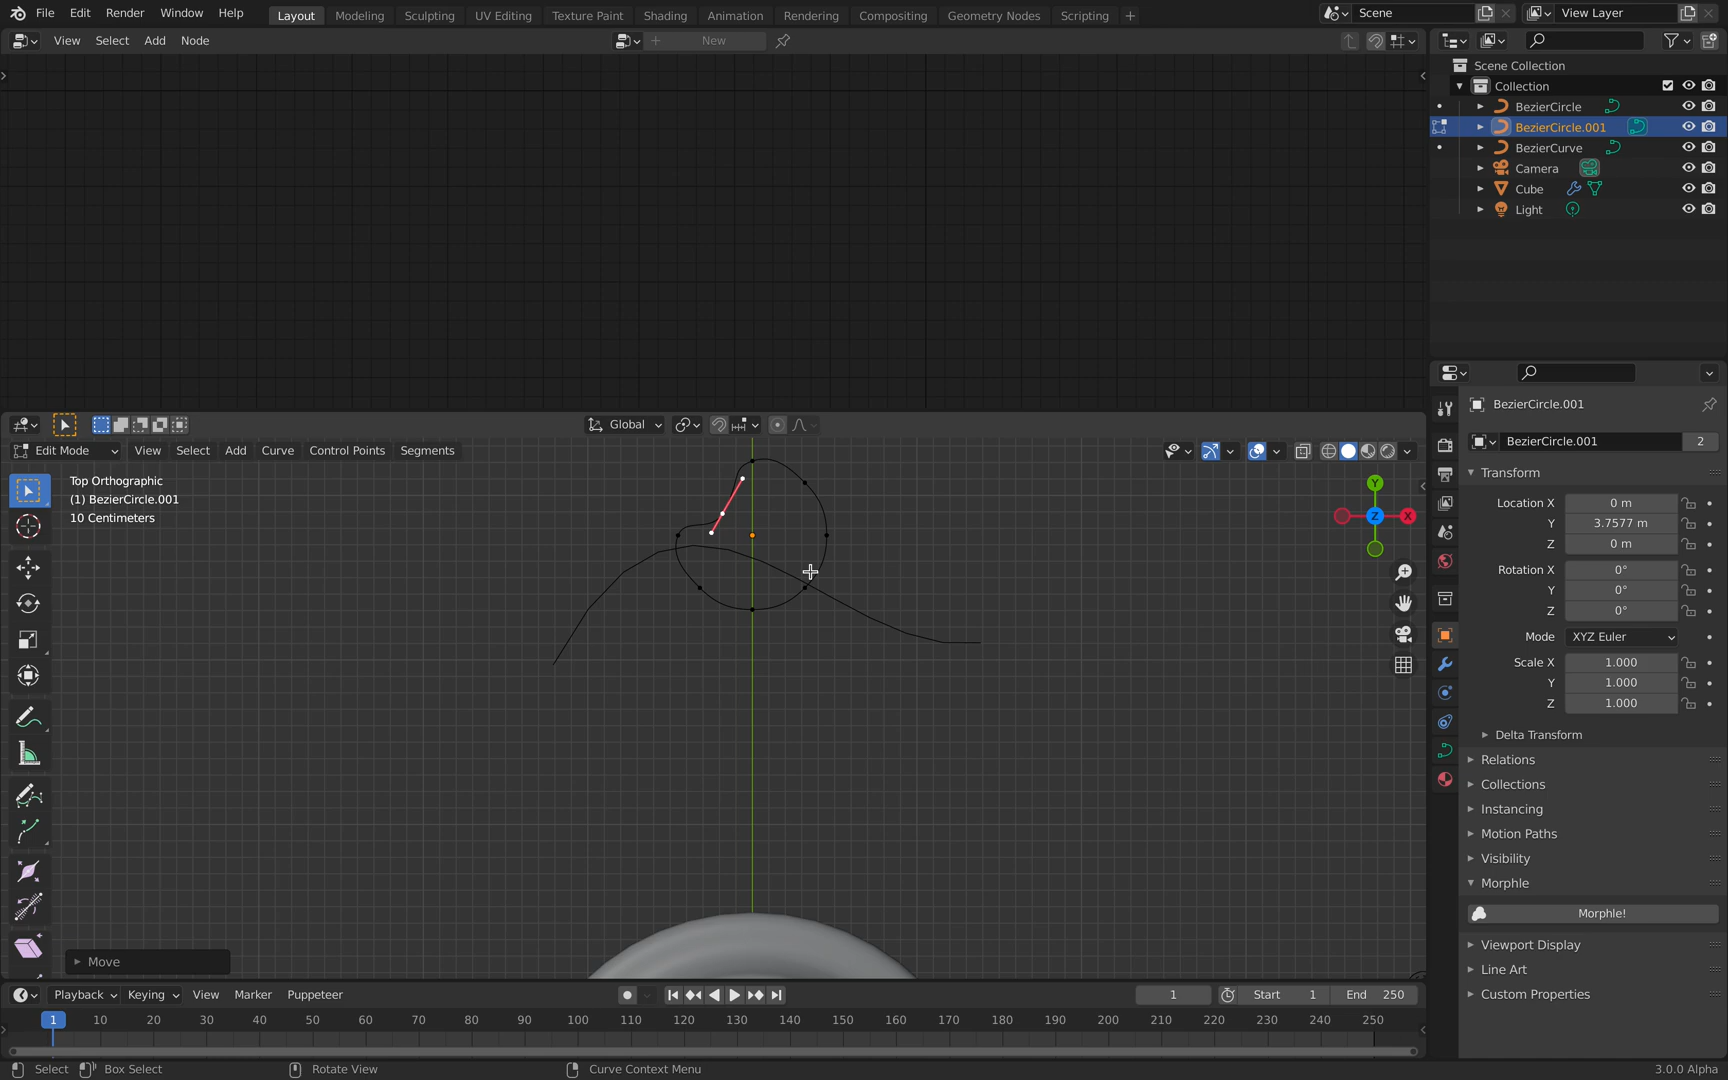 File Edit Render Window Help Layout Modeling Sculpting UV Editing Texture Paint Shading Animation Rendering Compositing Geometry Nodes Scripting + Scene View Layer
View Select Add Node New
Scene Collection
Collection
BezierCircle
BezierCircle.001
BezierCurve
Camera
Cube
Light
Global
Edit Mode View Select Add Curve Control Points Segments
Top Orthographic
(1) BezierCircle.001
10 Centimeters
Y
Z
X
Move
BezierCircle.001
BezierCircle.001 2
Transform
Location X 0 m
Y 3.7577 m
Z 0 m
Rotation X 0°
Y 0°
Z 0°
Mode XYZ Euler
Scale X 1.000
Y 1.000
Z 1.000
Delta Transform
Relations
Collections
Instancing
Motion Paths
Visibility
Morphle
Morphle!
Viewport Display
Line Art
Custom Properties
Playback Keying View Marker Puppeteer 1 Start 1 End 250
1 10 20 30 40 50 60 70 80 90 100 110 120 130 140 150 160 170 180 190 200 210 220 230 240 250
Select Box Select Rotate View Curve Context Menu 3.0.0 Alpha